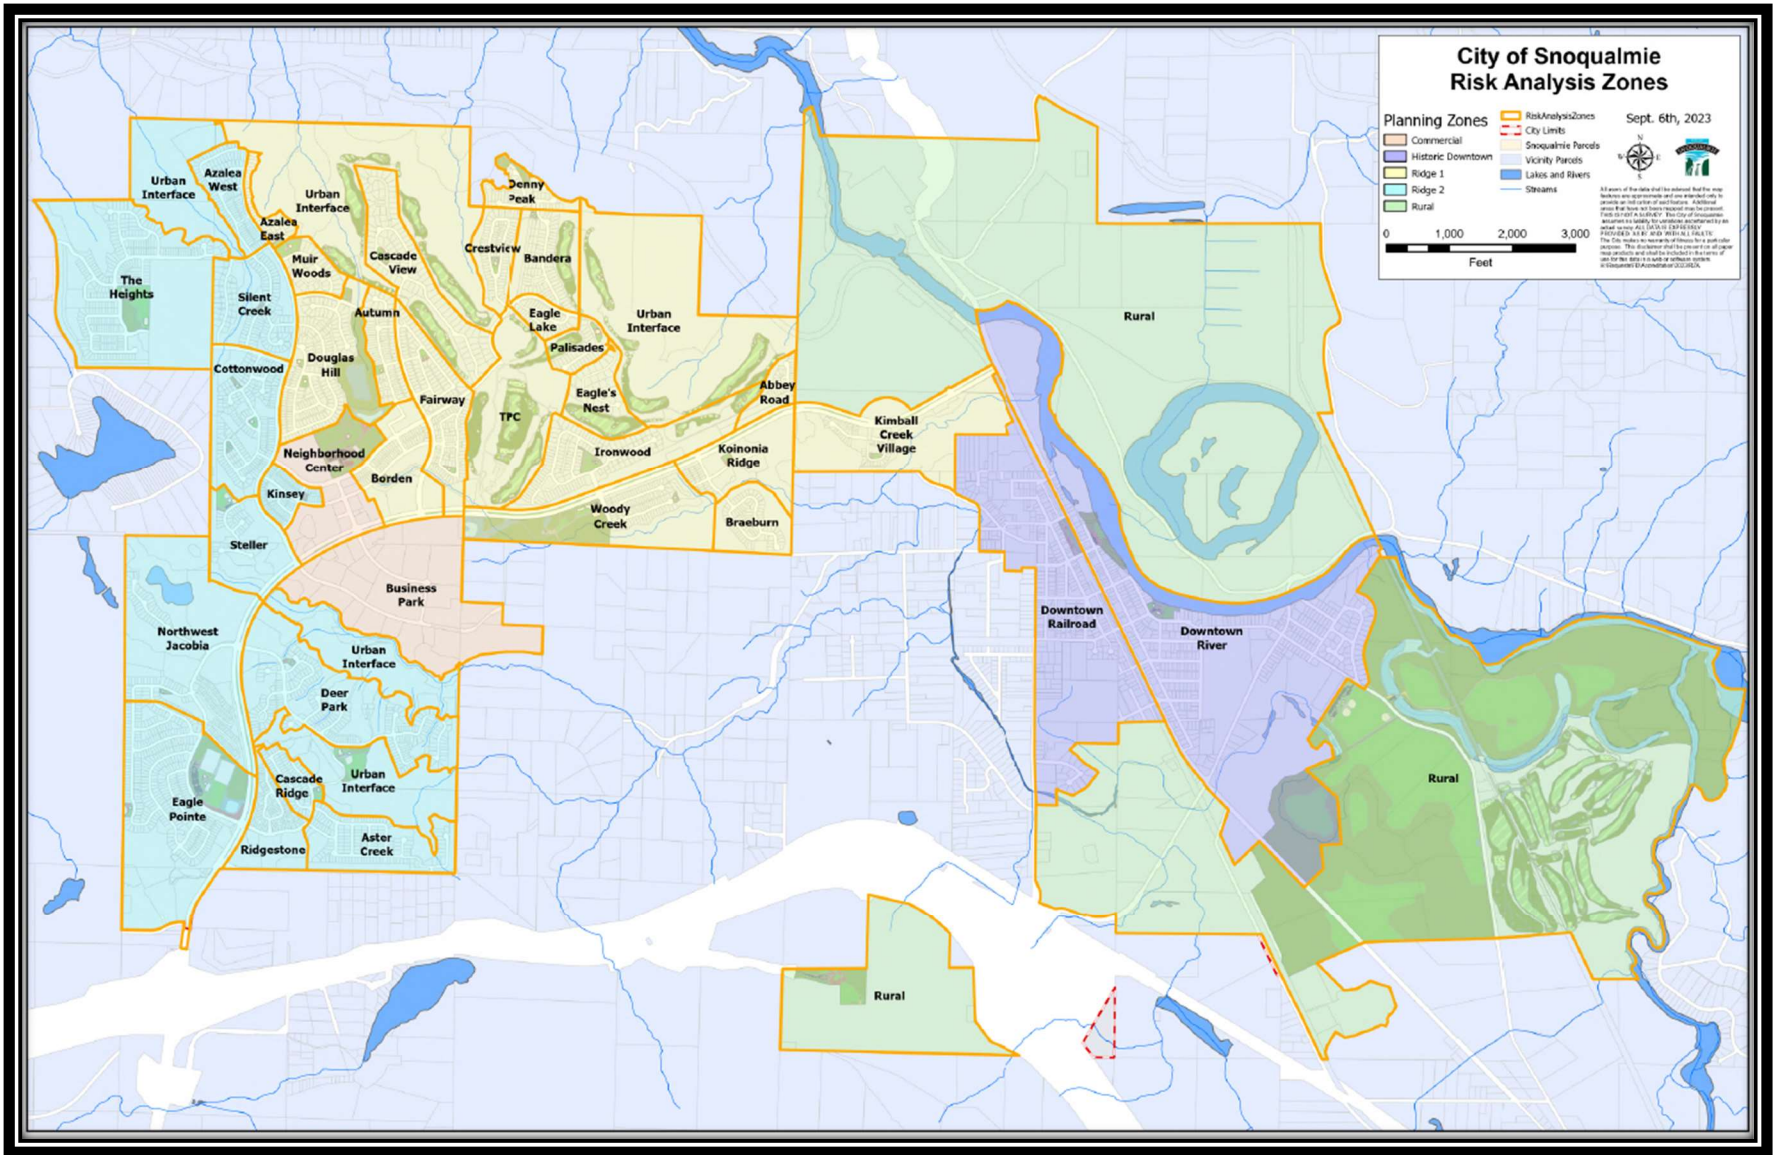 City of Snoqualmie
Risk Analysis Zones
Planning Zones
Commercial
Historic Downtown
Ridge 1
Ridge 2
Rural
RiskAnalysisZones
City Limits
Snoqualmie Parcels
Vicinity Parcels
Lakes and Rivers
Streams
Sept. 6th, 2023
N
W
E
S
0
1,000
2,000
3,000
Feet
Urban
Interface
Azalea
West
Azalea
East
Urban
Interface
Denny
Peak
The
Heights
Muir
Woods
Cascade
View
Crestview
Bandera
Silent
Creek
Autumn
Eagle
Lake
Urban
Interface
Rural
Palisades
Cottonwood
Douglas
Hill
Fairway
TPC
Eagle's
Nest
Abbey
Road
Kimball
Creek
Village
Neighborhood
Center
Borden
Ironwood
Koinonia
Ridge
Kinsey
Woody
Creek
Braeburn
Steller
Business
Park
Downtown
Railroad
Downtown
River
Northwest
Jacobia
Urban
Interface
Deer
Park
Cascade
Ridge
Urban
Interface
Rural
Eagle
Pointe
Ridgestone
Aster
Creek
Rural